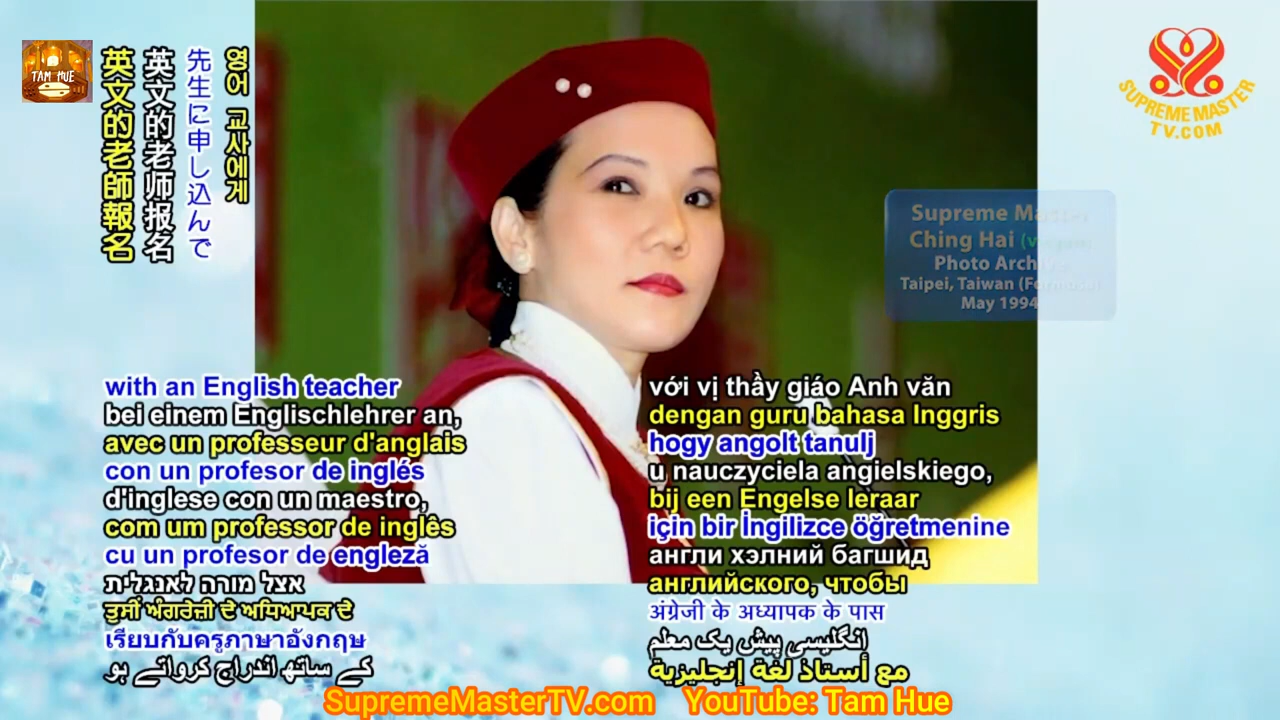 TAM HUE
英文的老師報名
英文的老师报名
先生に申し込んで
영어 교사에게
SUPREME MASTER
TV.COM
Supreme Master
Ching Hai (vegan)
Photo Archive
Taipei, Taiwan (Formosa)
May 1994
with an English teacher
bei einem Englischlehrer an,
avec un professeur d'anglais
con un profesor de inglés
d'inglese con un maestro,
com um professor de inglês
cu un profesor de engleză
אצל מורה לאנגלית
ਤੁਸੀਂ ਅੰਗਰੇਜ਼ੀ ਦੇ ਅਧਿਆਪਕ ਦੇ
เรียบกับครูภาษาอังกฤษ
کے ساتھ اندراج کرواتے ہو
với vị thầy giáo Anh văn
dengan guru bahasa Inggris
hogy angolt tanulj
u nauczyciela angielskiego,
bij een Engelse leraar
için bir İngilizce öğretmenine
англи хэлний багшид
английского, чтобы
अंग्रेजी के अध्यापक के पास
انگلیسی پیش یک معلم
مع أستاذ لغة إنجليزية
SupremeMasterTV.com YouTube: Tam Hue